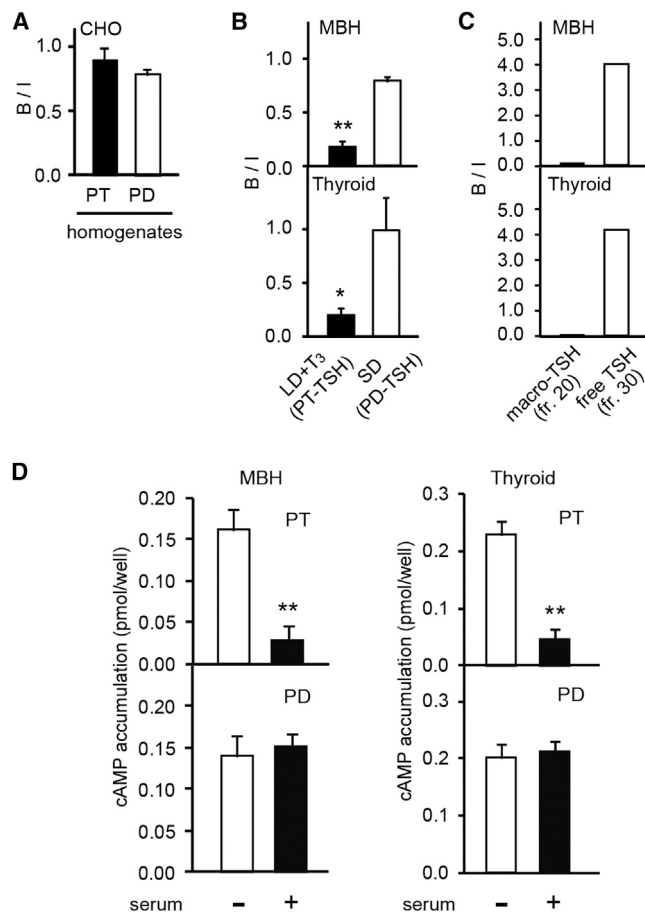 A
CHO
1.0
0.5
0.0
B / I
PT PD
homogenates
B
MBH
1.0
0.5
0.0
B / I
Thyroid
1.0
0.5
0.0
**
*
LD+T3
(PT-TSH)
SD
(PD-TSH)
C
MBH
5.0
4.0
3.0
2.0
1.0
0.0
B / I
Thyroid
5.0
4.0
3.0
2.0
1.0
0.0
macro-TSH
(fr. 20)
free TSH
(fr. 30)
D
MBH
cAMP accumulation (pmol/well)
0.20
0.15
0.10
0.05
0.00
PT
**
0.20
0.15
0.10
0.05
0.00
PD
serum - +
Thyroid
cAMP accumulation (pmol/well)
0.3
0.2
0.1
0.0
PT
**
0.3
0.2
0.1
0.0
PD
serum - +